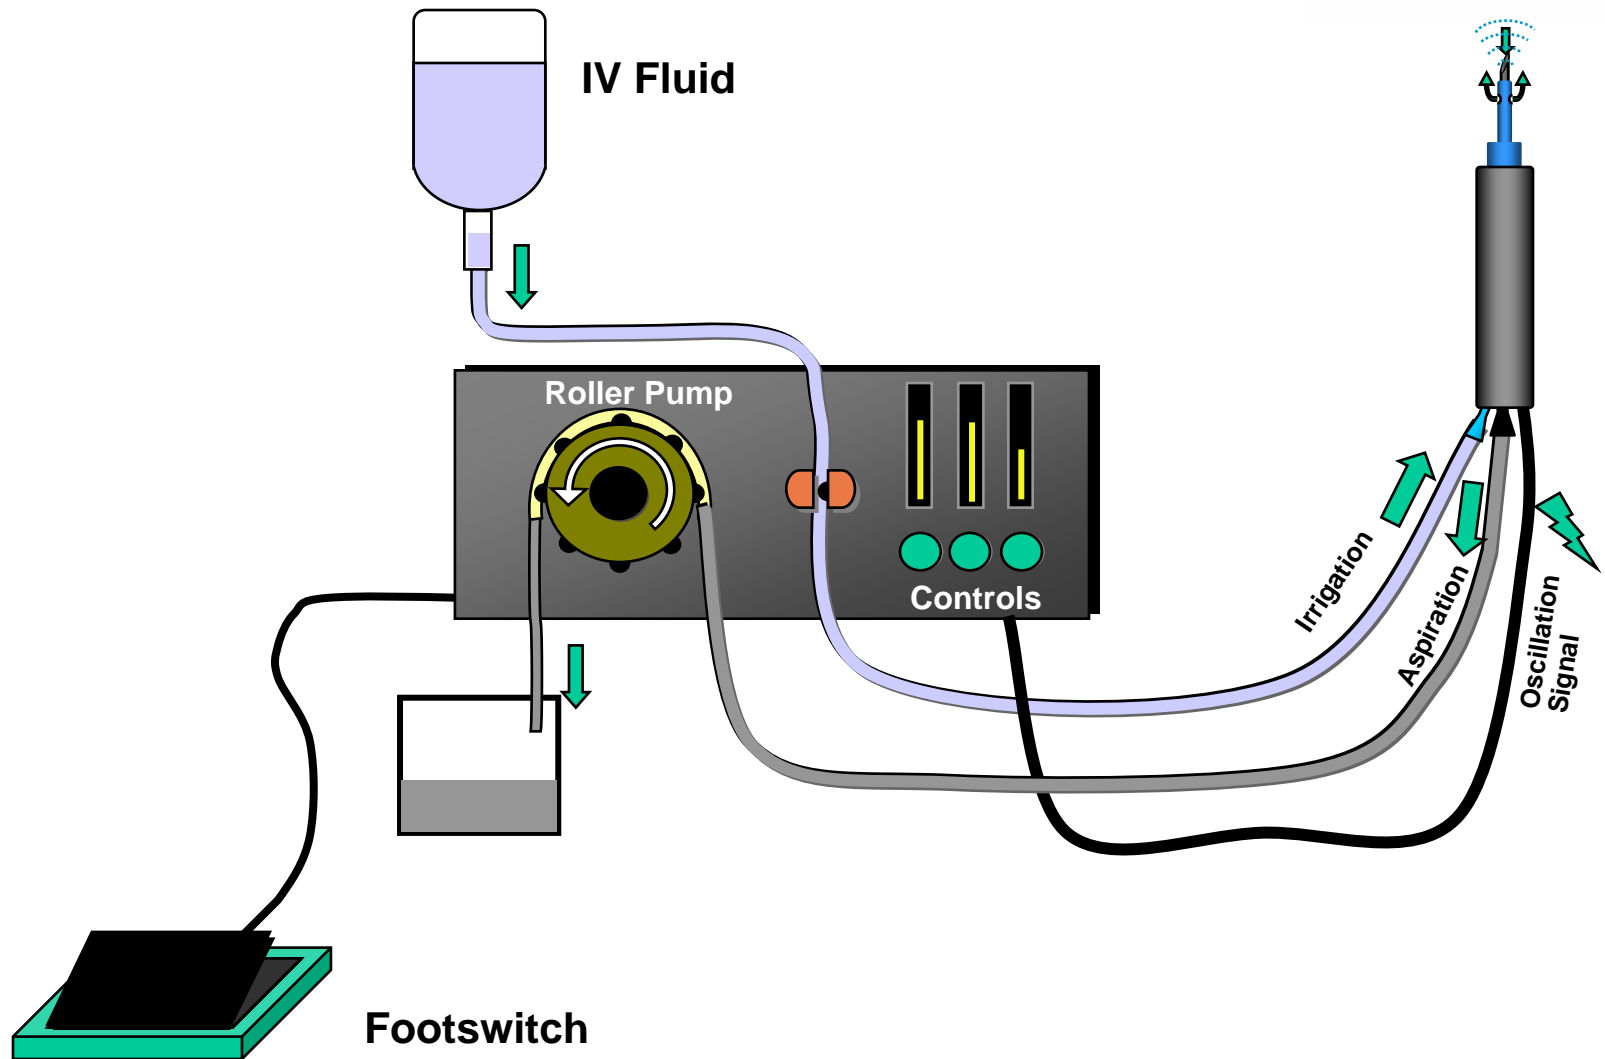 IV Fluid
Roller Pump
Controls
Irrigation
Aspiration
Oscillation
Signal
Footswitch